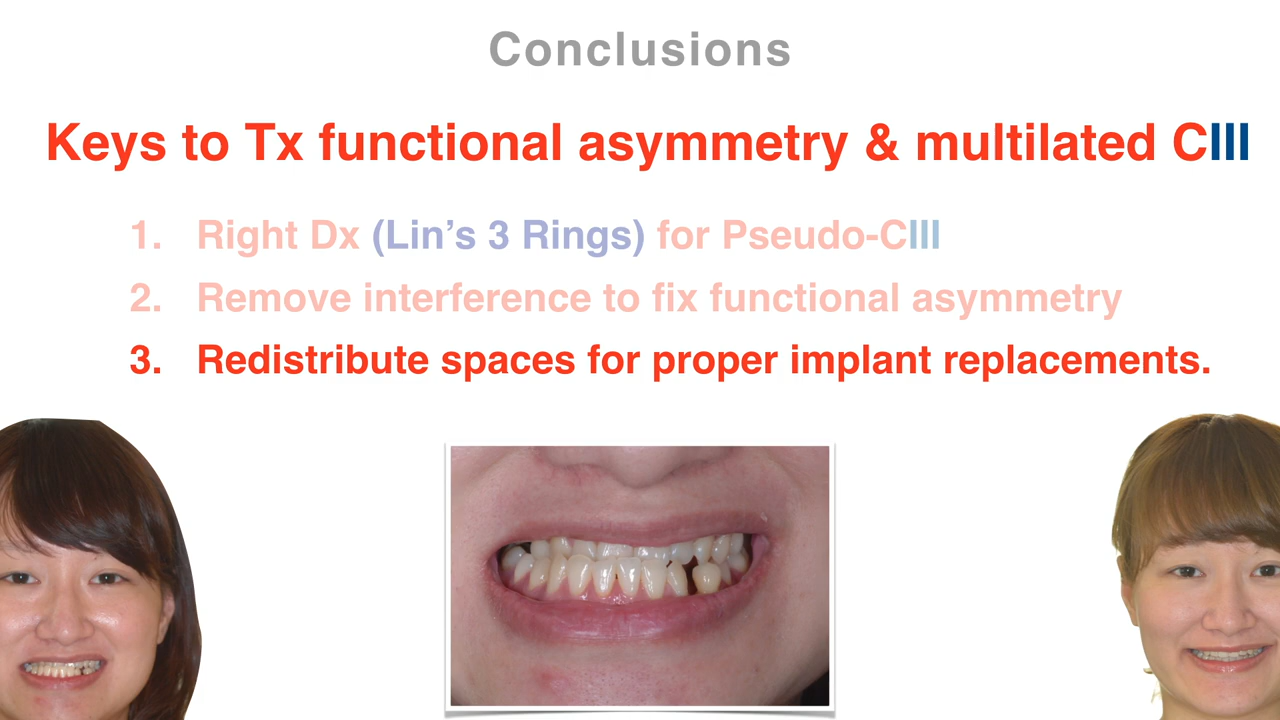 Conclusions
Keys to Tx functional asymmetry & multilated CIII
1. Right Dx (Lin’s 3 Rings) for Pseudo-CIII
2. Remove interference to fix functional asymmetry
3. Redistribute spaces for proper implant replacements.